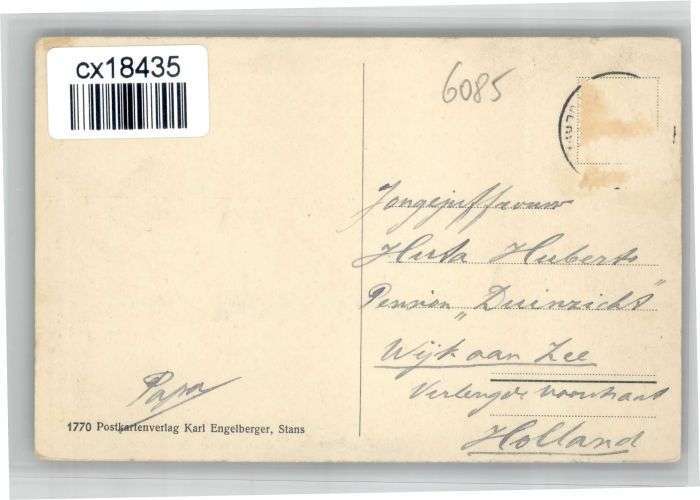 cx18435
6085
Jongejuffrouw
Huta Huberts
Pension „Duinzicht"
Wijk aan Zee
Verlengde Voorstraat
Holland
Papa
1770 Postkartenverlag Karl Engelberger, Stans